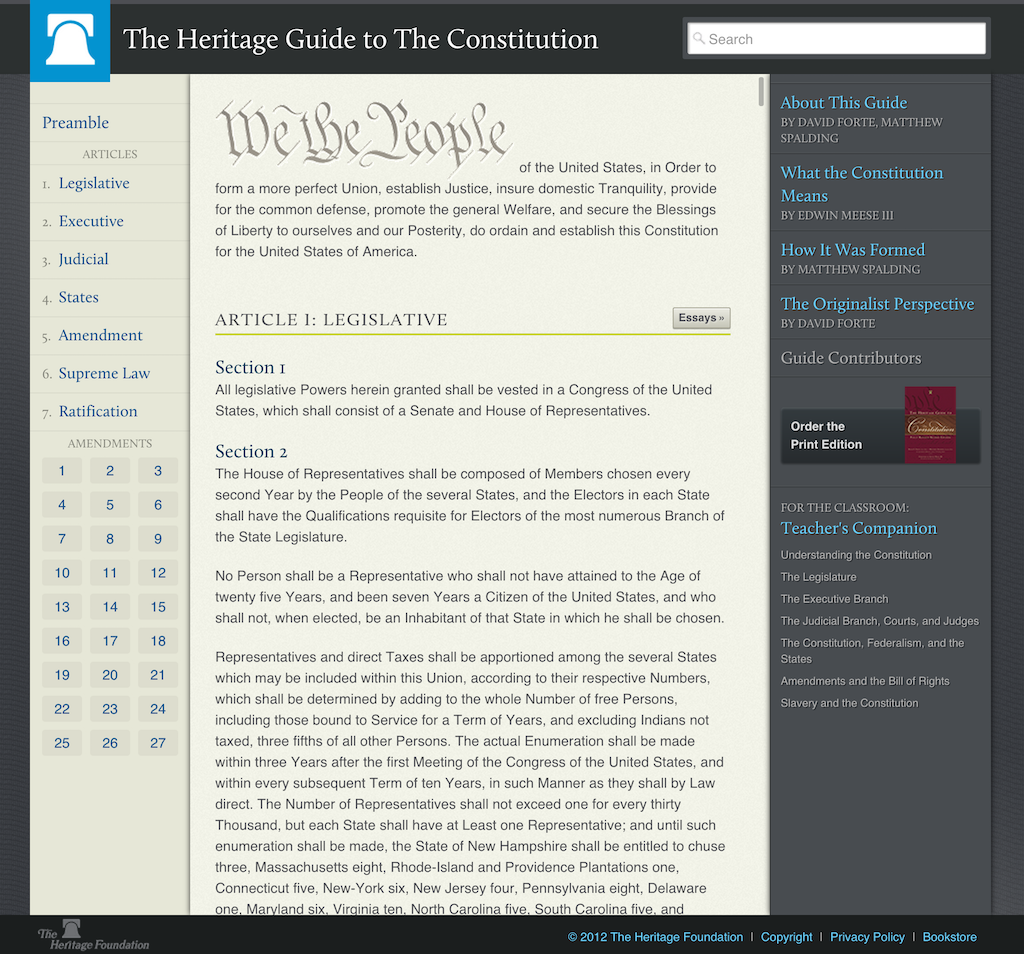 The Heritage Guide to The Constitution
Search
Preamble
ARTICLES
1. Legislative
2. Executive
3. Judicial
4. States
5. Amendment
6. Supreme Law
7. Ratification
AMENDMENTS
1 2 3
4 5 6
7 8 9
10 11 12
13 14 15
16 17 18
19 20 21
22 23 24
25 26 27
We the People
of the United States, in Order to
form a more perfect Union, establish Justice, insure domestic Tranquility, provide
for the common defense, promote the general Welfare, and secure the Blessings
of Liberty to ourselves and our Posterity, do ordain and establish this Constitution
for the United States of America.
ARTICLE I: LEGISLATIVE
Essays »
Section 1
All legislative Powers herein granted shall be vested in a Congress of the United
States, which shall consist of a Senate and House of Representatives.
Section 2
The House of Representatives shall be composed of Members chosen every
second Year by the People of the several States, and the Electors in each State
shall have the Qualifications requisite for Electors of the most numerous Branch of
the State Legislature.
No Person shall be a Representative who shall not have attained to the Age of
twenty five Years, and been seven Years a Citizen of the United States, and who
shall not, when elected, be an Inhabitant of that State in which he shall be chosen.
Representatives and direct Taxes shall be apportioned among the several States
which may be included within this Union, according to their respective Numbers,
which shall be determined by adding to the whole Number of free Persons,
including those bound to Service for a Term of Years, and excluding Indians not
taxed, three fifths of all other Persons. The actual Enumeration shall be made
within three Years after the first Meeting of the Congress of the United States, and
within every subsequent Term of ten Years, in such Manner as they shall by Law
direct. The Number of Representatives shall not exceed one for every thirty
Thousand, but each State shall have at Least one Representative; and until such
enumeration shall be made, the State of New Hampshire shall be entitled to chuse
three, Massachusetts eight, Rhode-Island and Providence Plantations one,
Connecticut five, New-York six, New Jersey four, Pennsylvania eight, Delaware
one, Maryland six, Virginia ten, North Carolina five, South Carolina five, and
About This Guide
BY DAVID FORTE, MATTHEW
SPALDING
What the Constitution
Means
BY EDWIN MEESE III
How It Was Formed
BY MATTHEW SPALDING
The Originalist Perspective
BY DAVID FORTE
Guide Contributors
Order the
Print Edition
THE HERITAGE GUIDE TO
THE Constitution
FOR THE CLASSROOM:
Teacher's Companion
Understanding the Constitution
The Legislature
The Executive Branch
The Judicial Branch, Courts, and Judges
The Constitution, Federalism, and the
States
Amendments and the Bill of Rights
Slavery and the Constitution
The Heritage Foundation
© 2012 The Heritage Foundation | Copyright | Privacy Policy | Bookstore